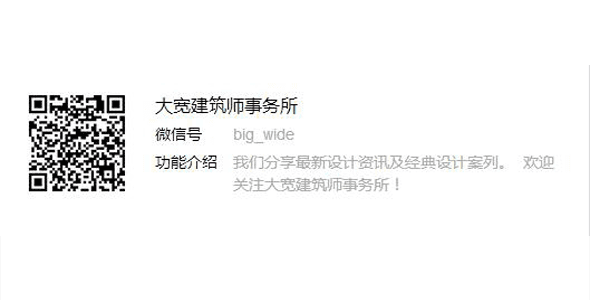 大宽建筑师事务所
微信号 big_wide
功能介绍 我们分享最新设计资讯及经典设计案列。 欢迎
关注大宽建筑师事务所！